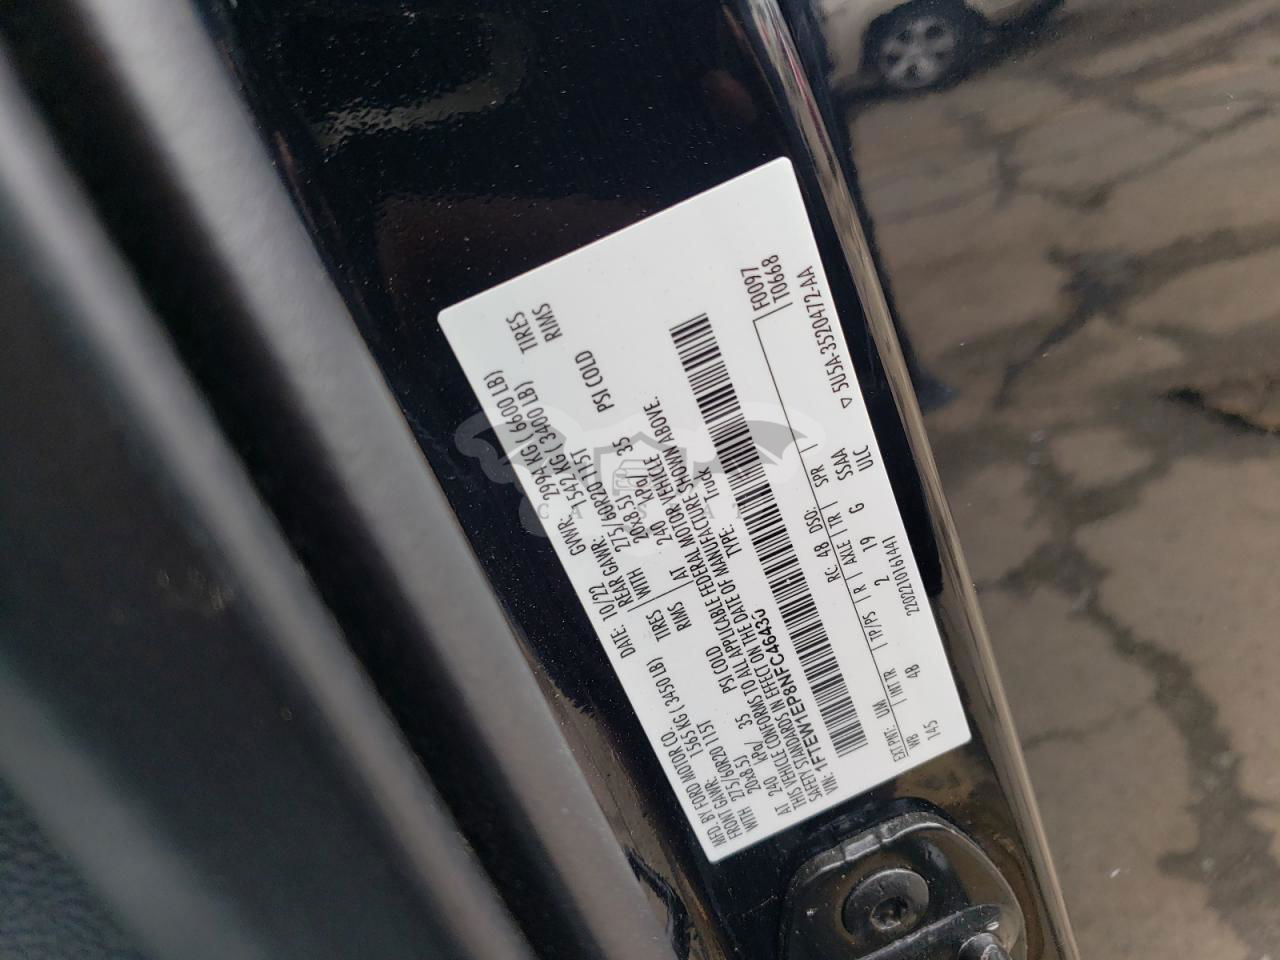 MFD. BY FORD MOTOR CO. DATE: 10/22 GVWR: 2994 KG (6600 LB)
FRONT GAWR: 1565 KG (3450 LB) REAR GAWR: 1542 KG (3400 LB)
WITH 275/60R20 115T TIRES WITH 275/60R20 115T TIRES
20x8.5J RIMS 20x8.5J RIMS
AT 240 kPa/ 35 PSI COLD AT 240 kPa/ 35 PSI COLD
THIS VEHICLE CONFORMS TO ALL APPLICABLE FEDERAL MOTOR VEHICLE
SAFETY STANDARDS IN EFFECT ON THE DATE OF MANUFACTURE SHOWN ABOVE.
VIN: TYPE: Truck
F0097
T0668
EXT PNT: UM RC: 48 DSO:
WB INT TR TP/PS R AXLE TR SPR
145 48 2 19 6 SSAA ULC
220210161441 ▽5U5A-3520472-AA